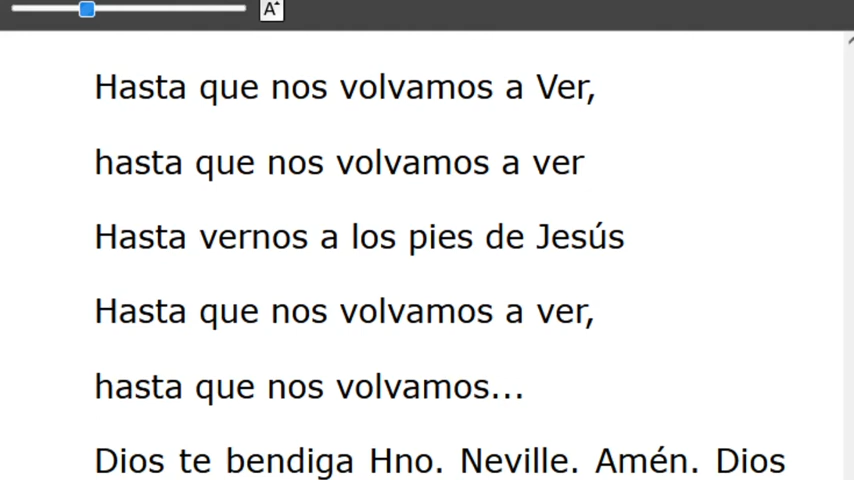 A
Hasta que nos volvamos a Ver,
hasta que nos volvamos a ver
Hasta vernos a los pies de Jesús
Hasta que nos volvamos a ver,
hasta que nos volvamos...
Dios te bendiga Hno. Neville. Amén. Dios